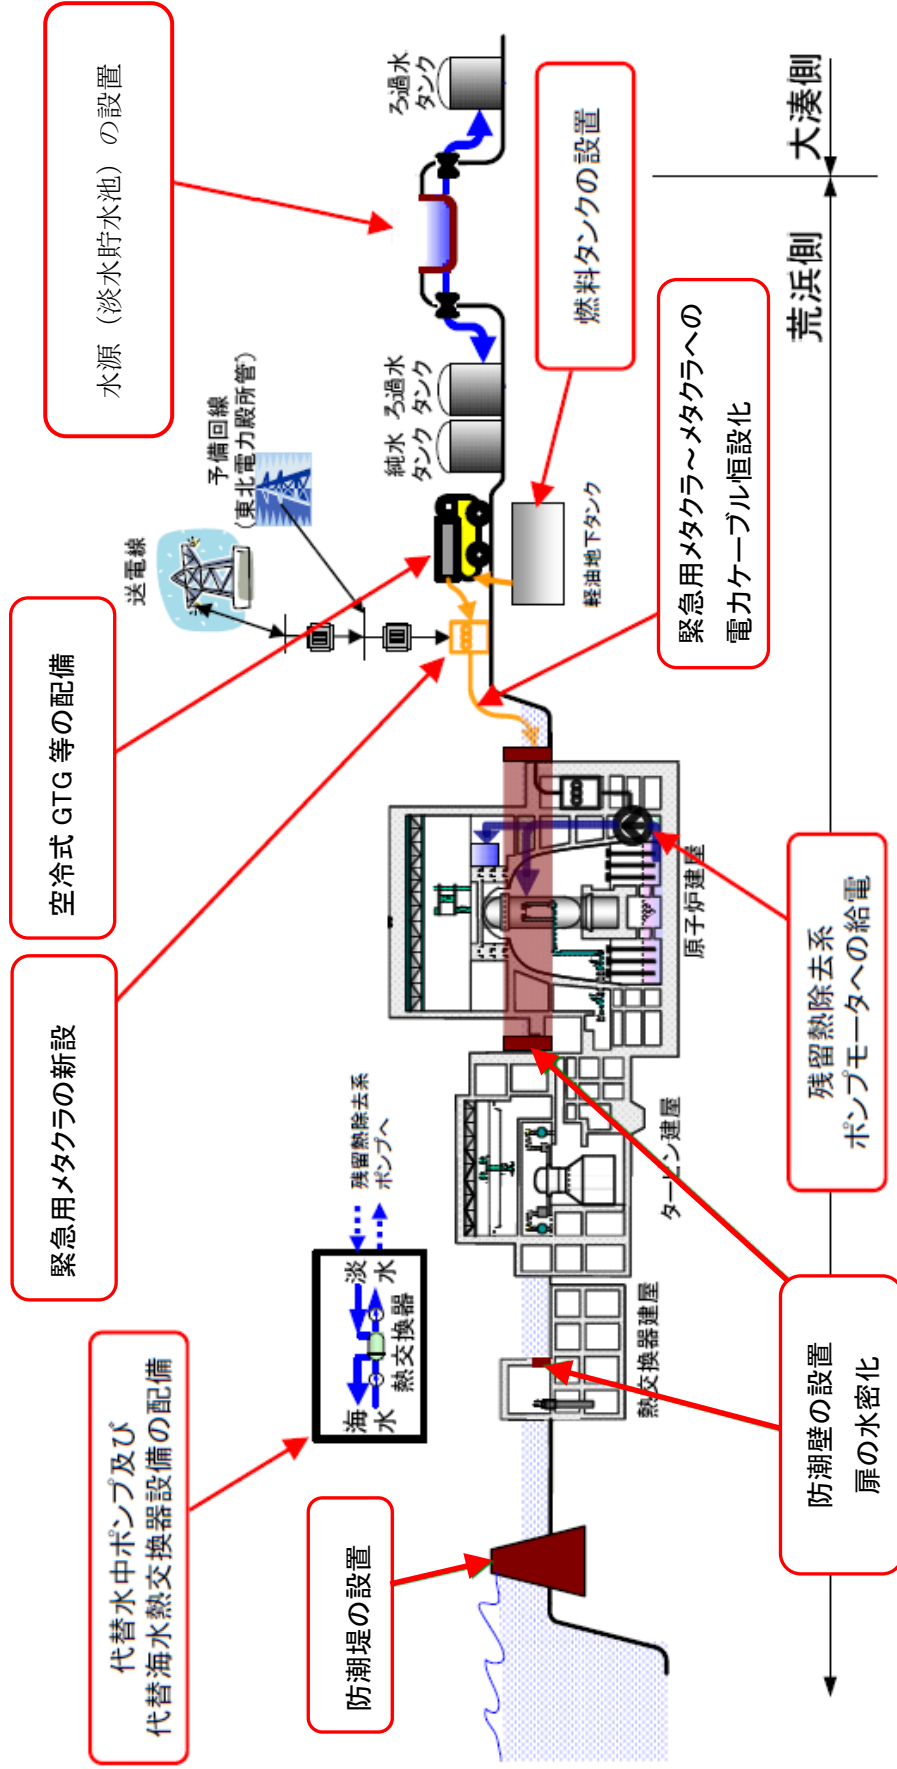 代替水中ポンプ及び
代替海水熱交換器設備の配備
緊急用メタクラの新設
空冷式 GTG 等の配備
水源（淡水貯水池）の設置
防潮堤の設置
海水
熱交換器
淡水
残留熱除去系
ポンプへ
送電線
予備回線
（東北電力殿所管）
純水
タンク
ろ過水
タンク
ろ過水
タンク
軽油地下タンク
燃料タンクの設置
熱交換器建屋
タービン建屋
原子炉建屋
緊急用メタクラ～メタクラへの
電力ケーブル恒設化
防潮壁の設置
扉の水密化
残留熱除去系
ポンプモータへの給電
荒浜側
大湊側